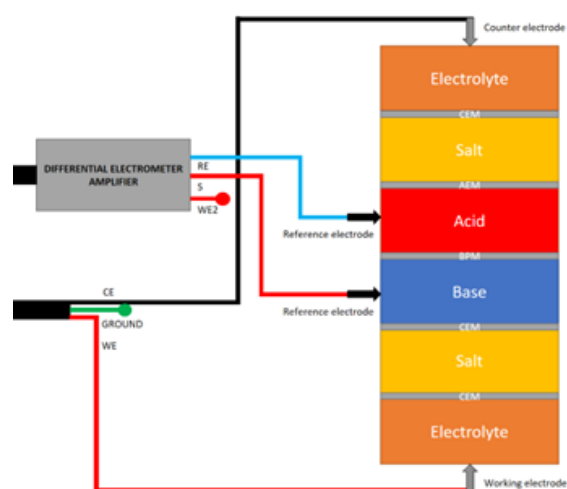 Counter electrode
Electrolyte
CEM
Salt
AEM
DIFFERENTIAL ELECTROMETER
AMPLIFIER
RE
S
WE2
Acid
Reference electrode
BPM
Base
Reference electrode
CE
GROUND
WE
CEM
Salt
CEM
Electrolyte
Working electrode